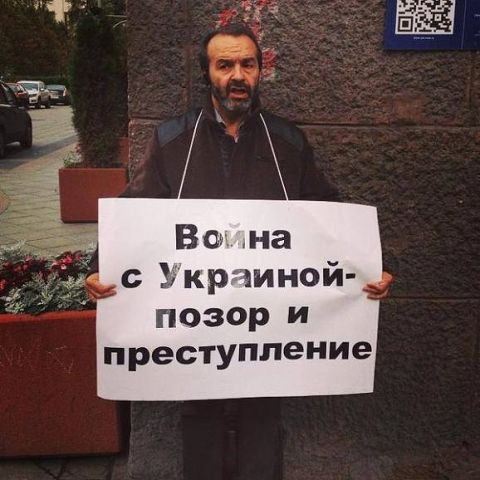 Война
с Украиной-
позор и
преступление